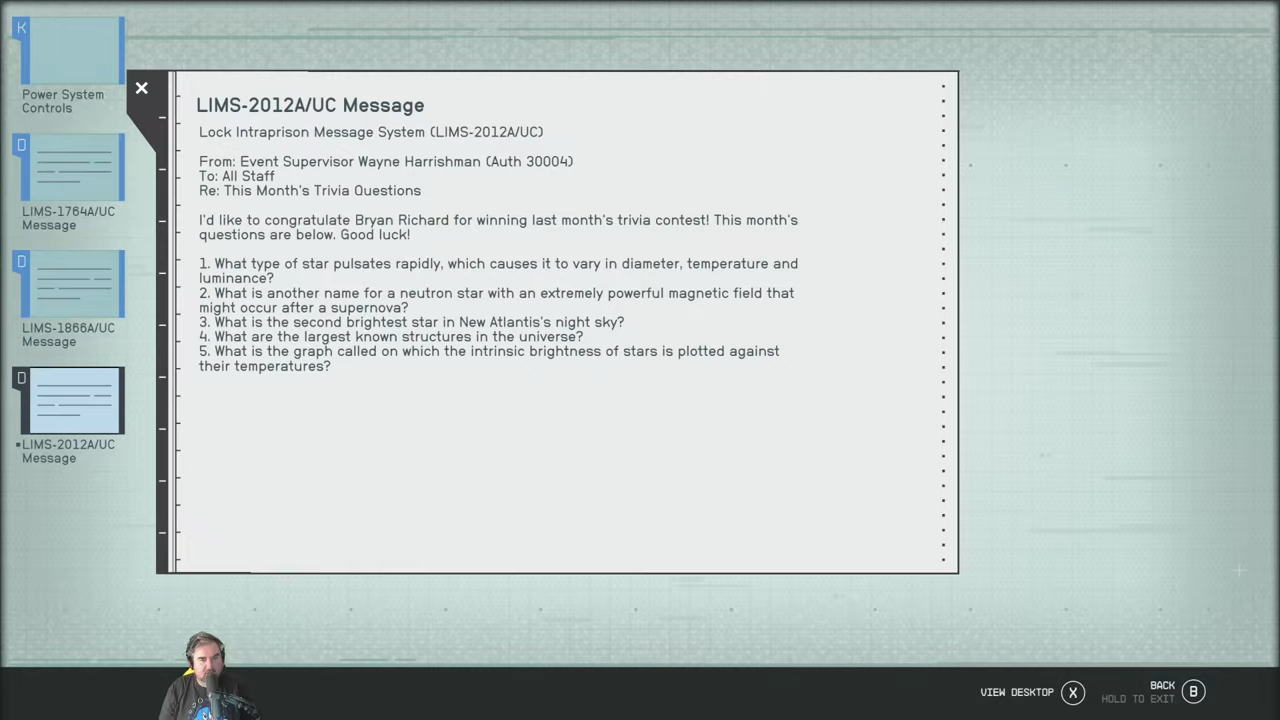 K
Power System
Controls
D
LIMS-1764A/UC
Message
D
LIMS-1866A/UC
Message
D
LIMS-2012A/UC
Message
LIMS-2012A/UC Message
Lock Intraprison Message System (LIMS-2012A/UC)
From: Event Supervisor Wayne Harrishman (Auth 30004)
To: All Staff
Re: This Month's Trivia Questions
I'd like to congratulate Bryan Richard for winning last month's trivia contest! This month's
questions are below. Good luck!
1. What type of star pulsates rapidly, which causes it to vary in diameter, temperature and
luminance?
2. What is another name for a neutron star with an extremely powerful magnetic field that
might occur after a supernova?
3. What is the second brightest star in New Atlantis's night sky?
4. What are the largest known structures in the universe?
5. What is the graph called on which the intrinsic brightness of stars is plotted against
their temperatures?
VIEW DESKTOP X
BACK B
HOLD TO EXIT